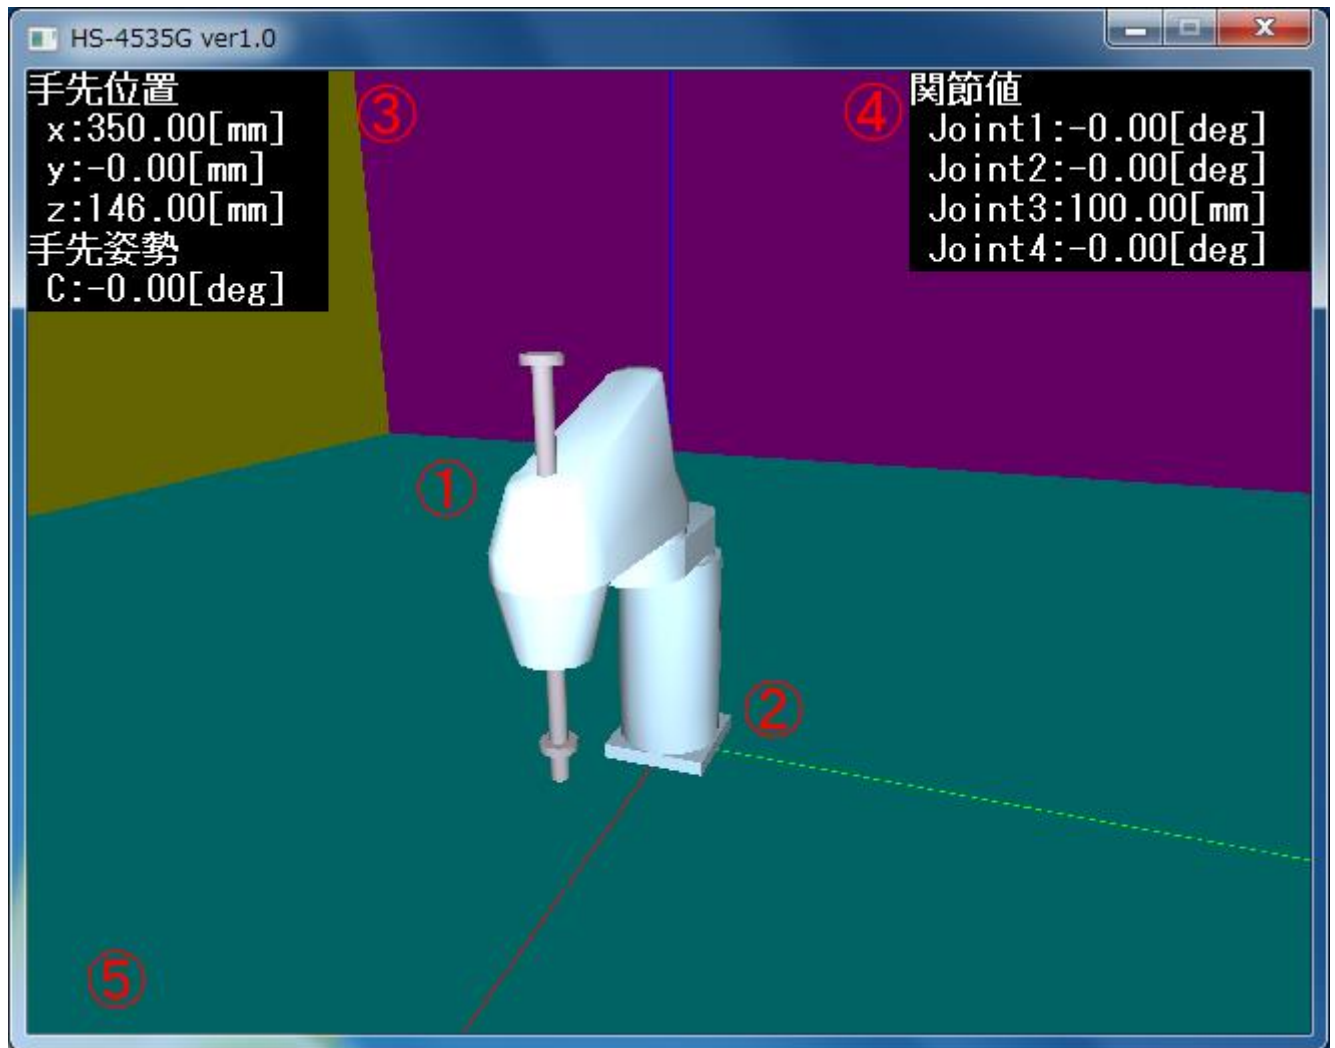 HS-4535G ver1.0
手先位置
x:350.00[mm]
y:-0.00[mm]
z:146.00[mm]
手先姿勢
C:-0.00[deg]
③
④
関節値
Joint1:-0.00[deg]
Joint2:-0.00[deg]
Joint3:100.00[mm]
Joint4:-0.00[deg]
①
②
⑤